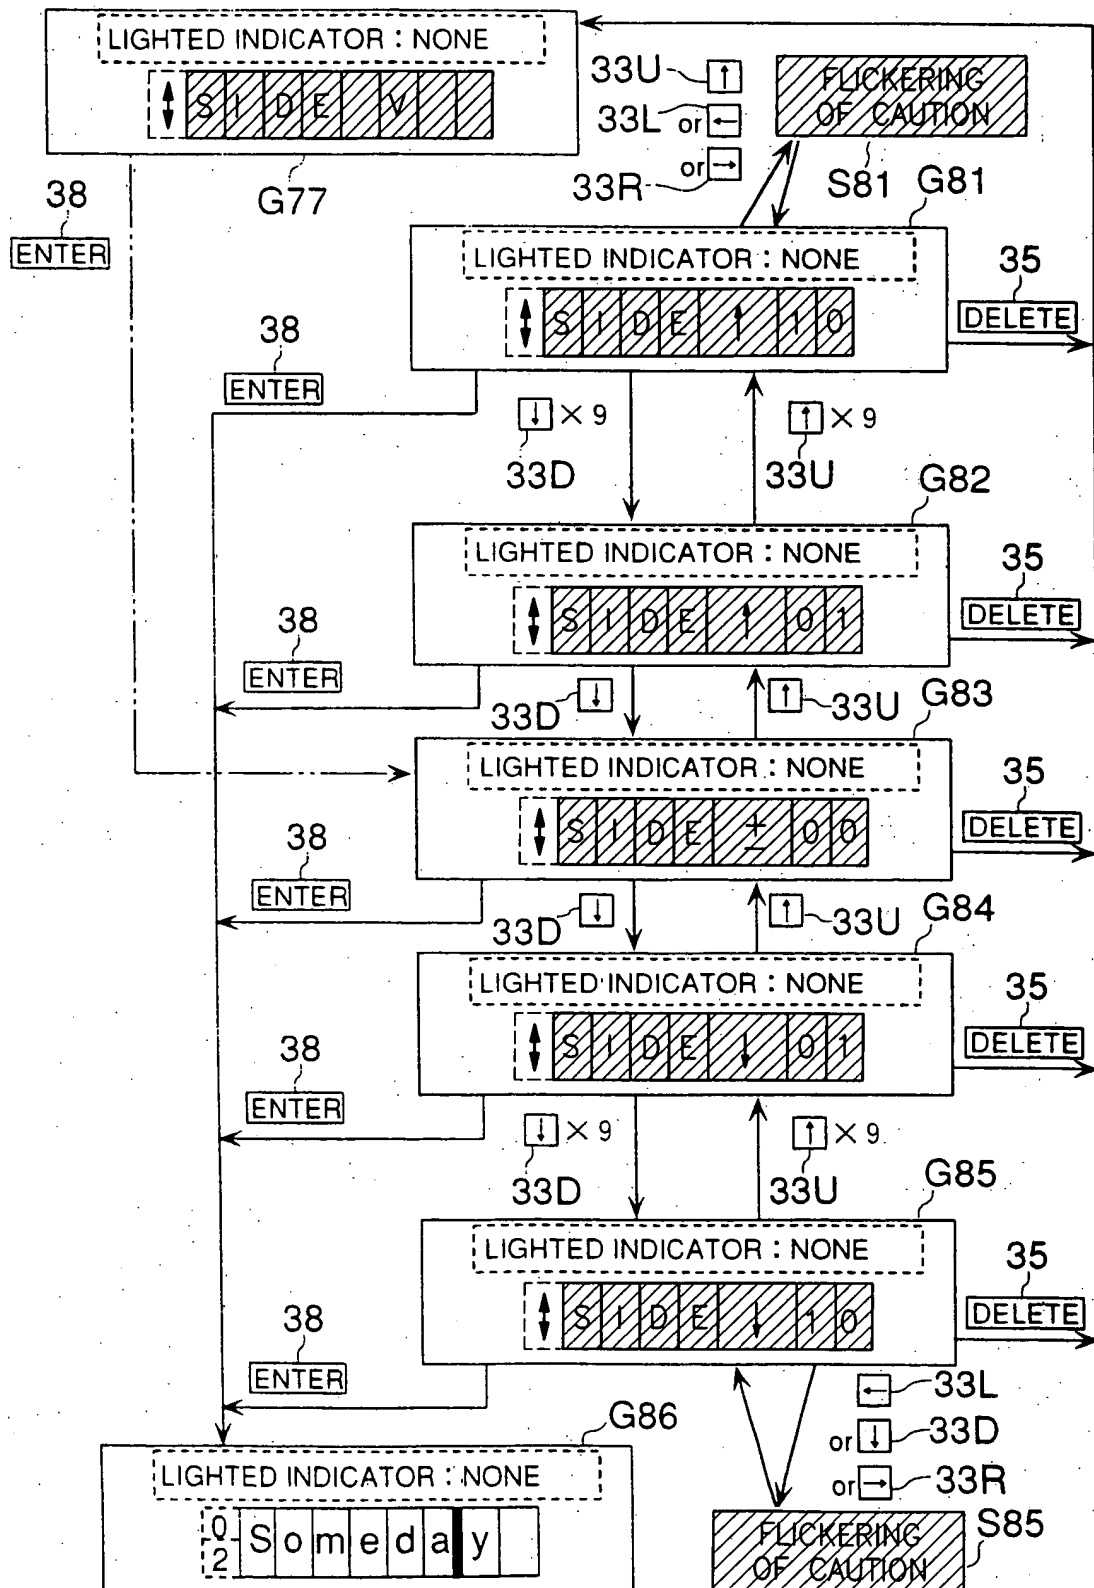 LIGHTED INDICATOR : NONE
↕ S I D E V
G77
33U ↑
33L or ←
33R or →
FLICKERING
OF CAUTION
S81
G81
38
ENTER
LIGHTED INDICATOR : NONE
↕ S I D E ↑ 1 0
35
DELETE
38
ENTER
↓ × 9
33D
↑ × 9
33U
G82
LIGHTED INDICATOR : NONE
↕ S I D E ↑ 0 1
35
DELETE
38
ENTER
33D ↓
↑ 33U
G83
LIGHTED INDICATOR : NONE
↕ S I D E ± 0 0
35
DELETE
38
ENTER
33D ↓
↑ 33U
G84
LIGHTED INDICATOR : NONE
↕ S I D E ↓ 0 1
35
DELETE
38
ENTER
↓ × 9
33D
↑ × 9
33U
G85
LIGHTED INDICATOR : NONE
↕ S I D E ↓ 1 0
35
DELETE
38
ENTER
← 33L
or ↓ 33D
or → 33R
G86
LIGHTED INDICATOR : NONE
0
2
S o m e d a y
FLICKERING
OF CAUTION
S85